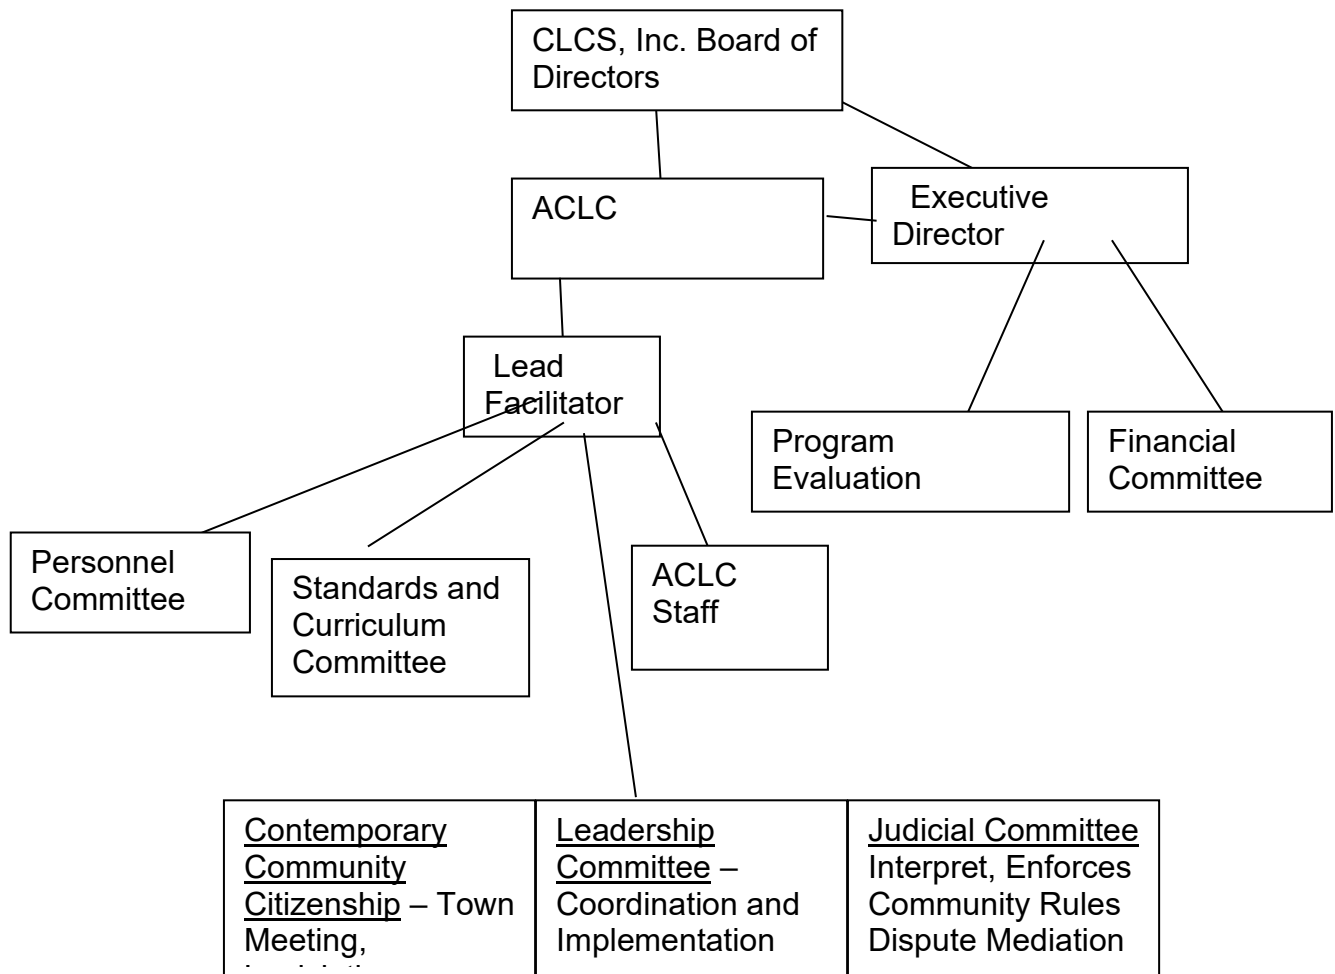 CLCS, Inc. Board of
Directors
ACLC
Executive
Director
Lead
Facilitator
Program
Evaluation
Financial
Committee
Personnel
Committee
Standards and
Curriculum
Committee
ACLC
Staff
Contemporary
Community
Citizenship – Town
Meeting,
Leadership
Committee –
Coordination and
Implementation
Judicial Committee
Interpret, Enforces
Community Rules
Dispute Mediation